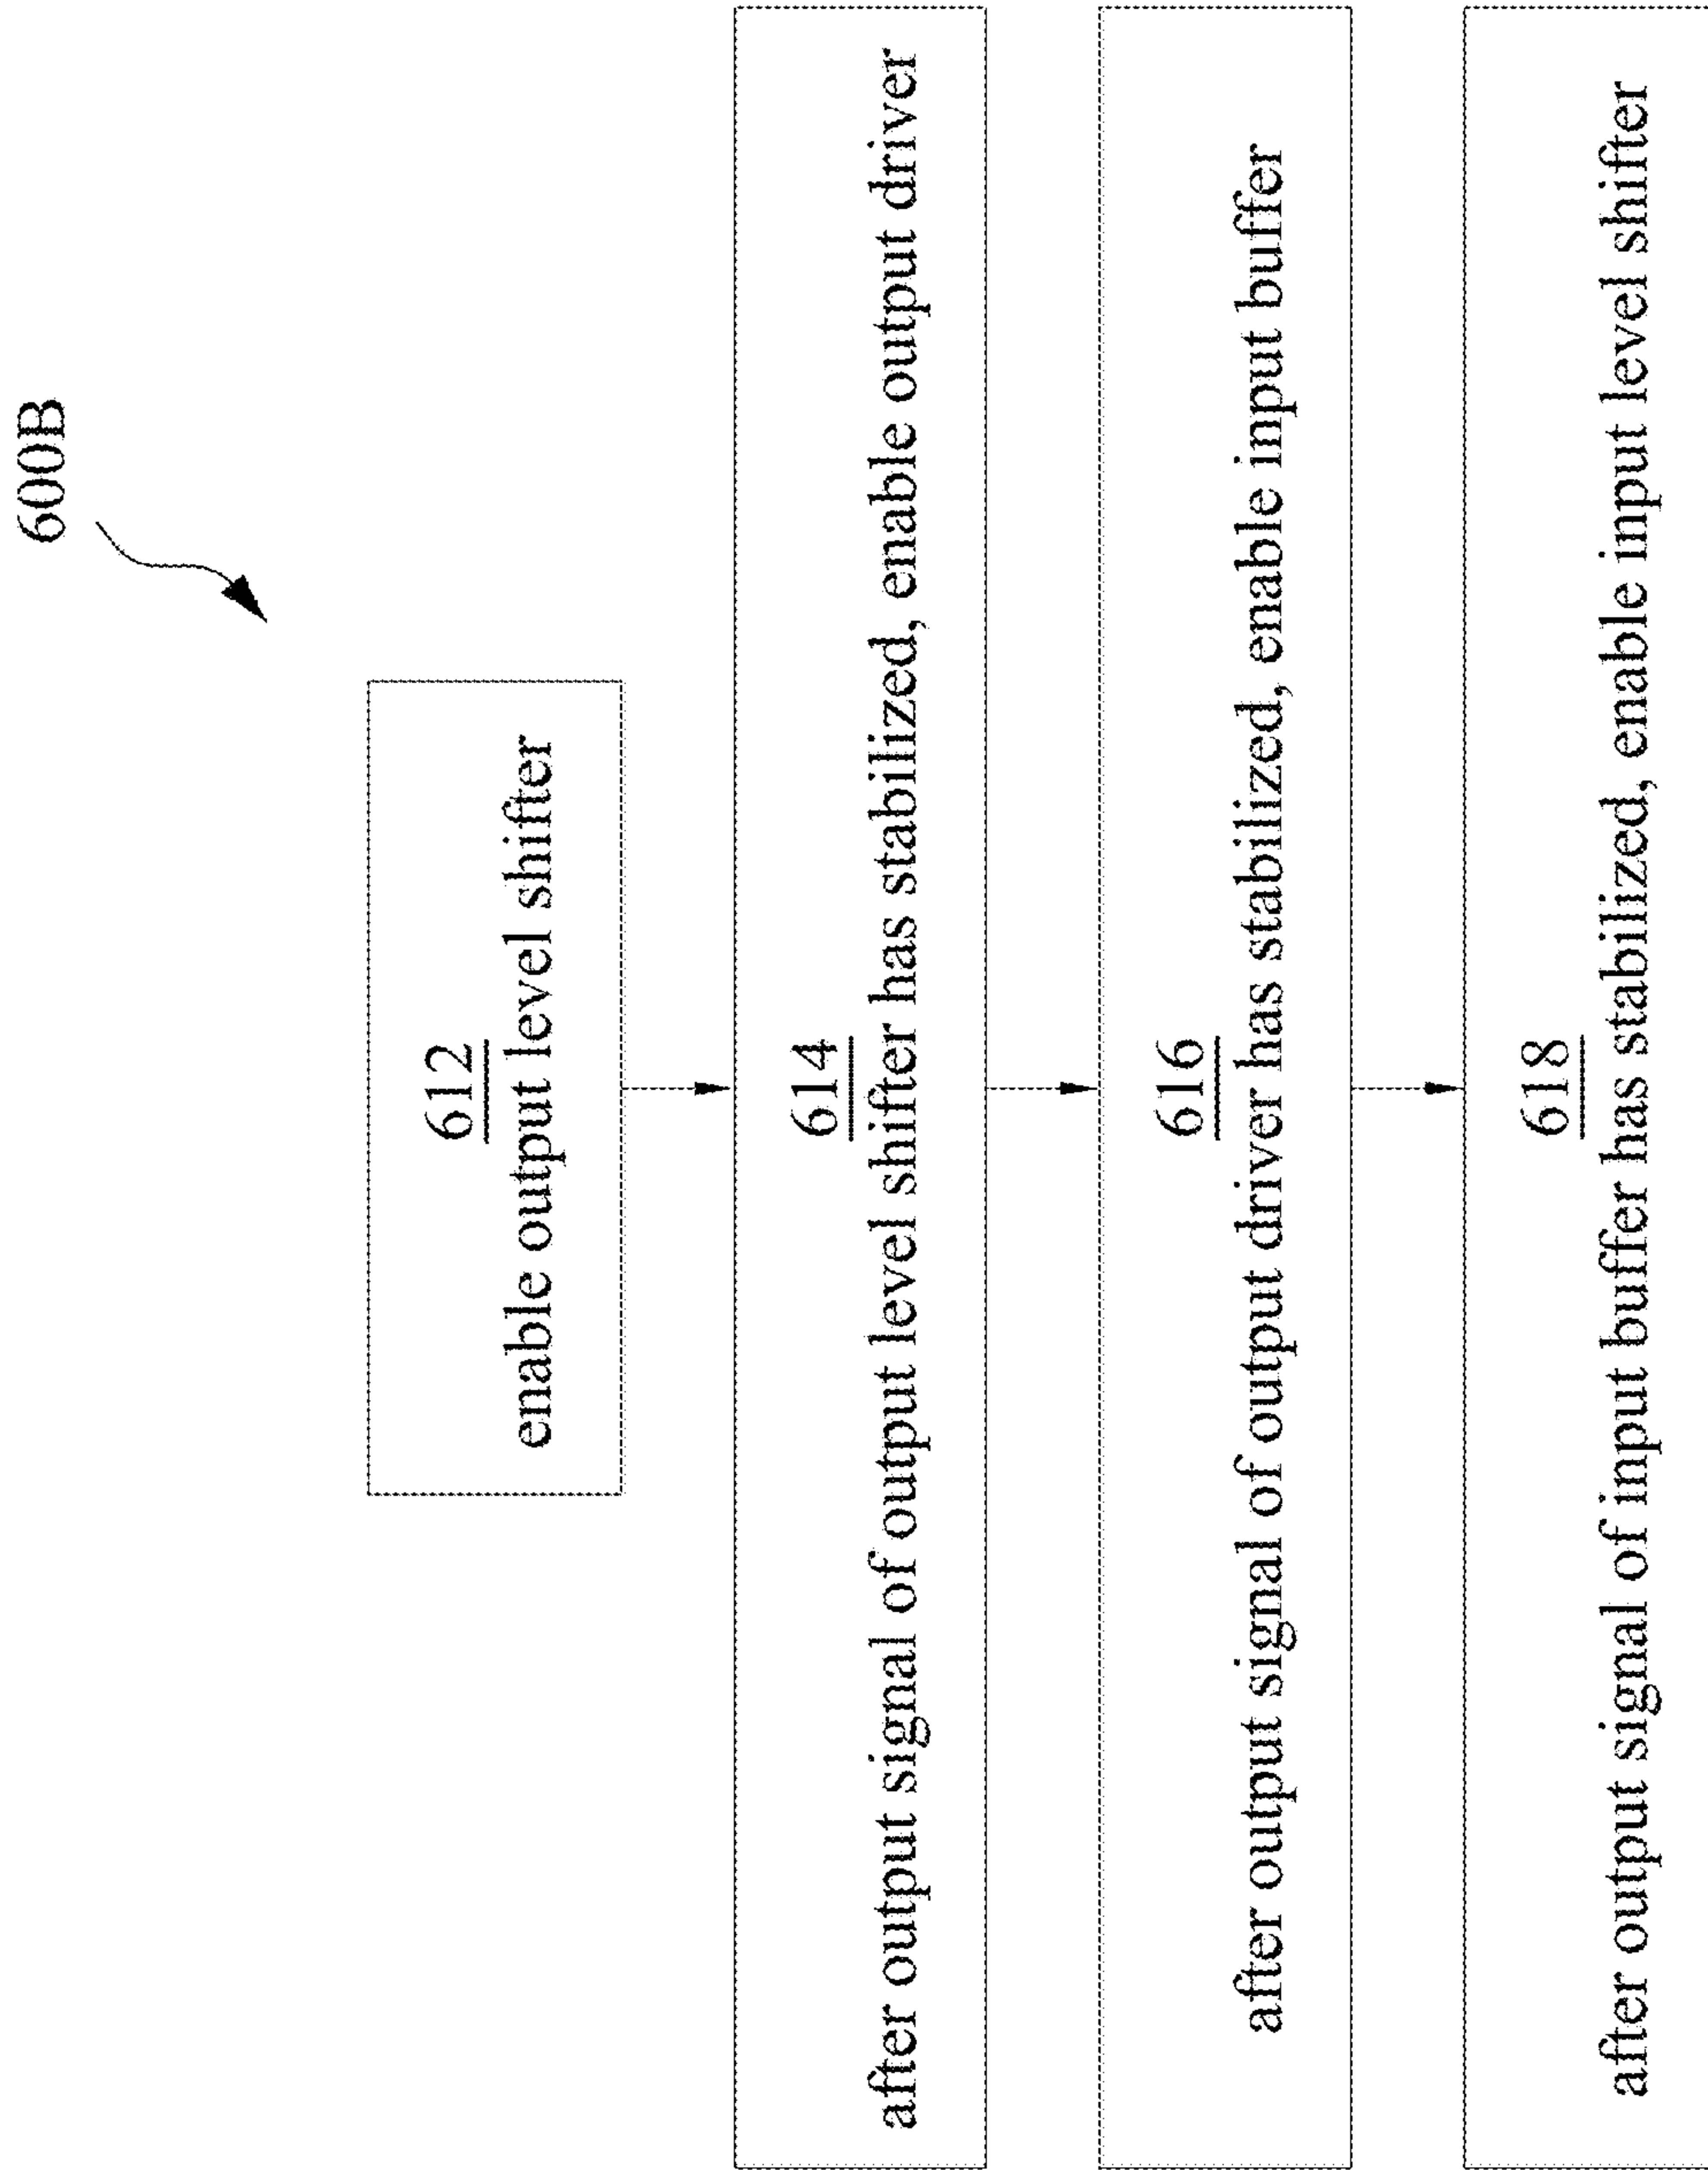 600B
612
enable output level shifter
614
after output signal of output level shifter has stabilized, enable output driver
616
after output signal of output driver has stabilized, enable input buffer
618
after output signal of input buffer has stabilized, enable input level shifter